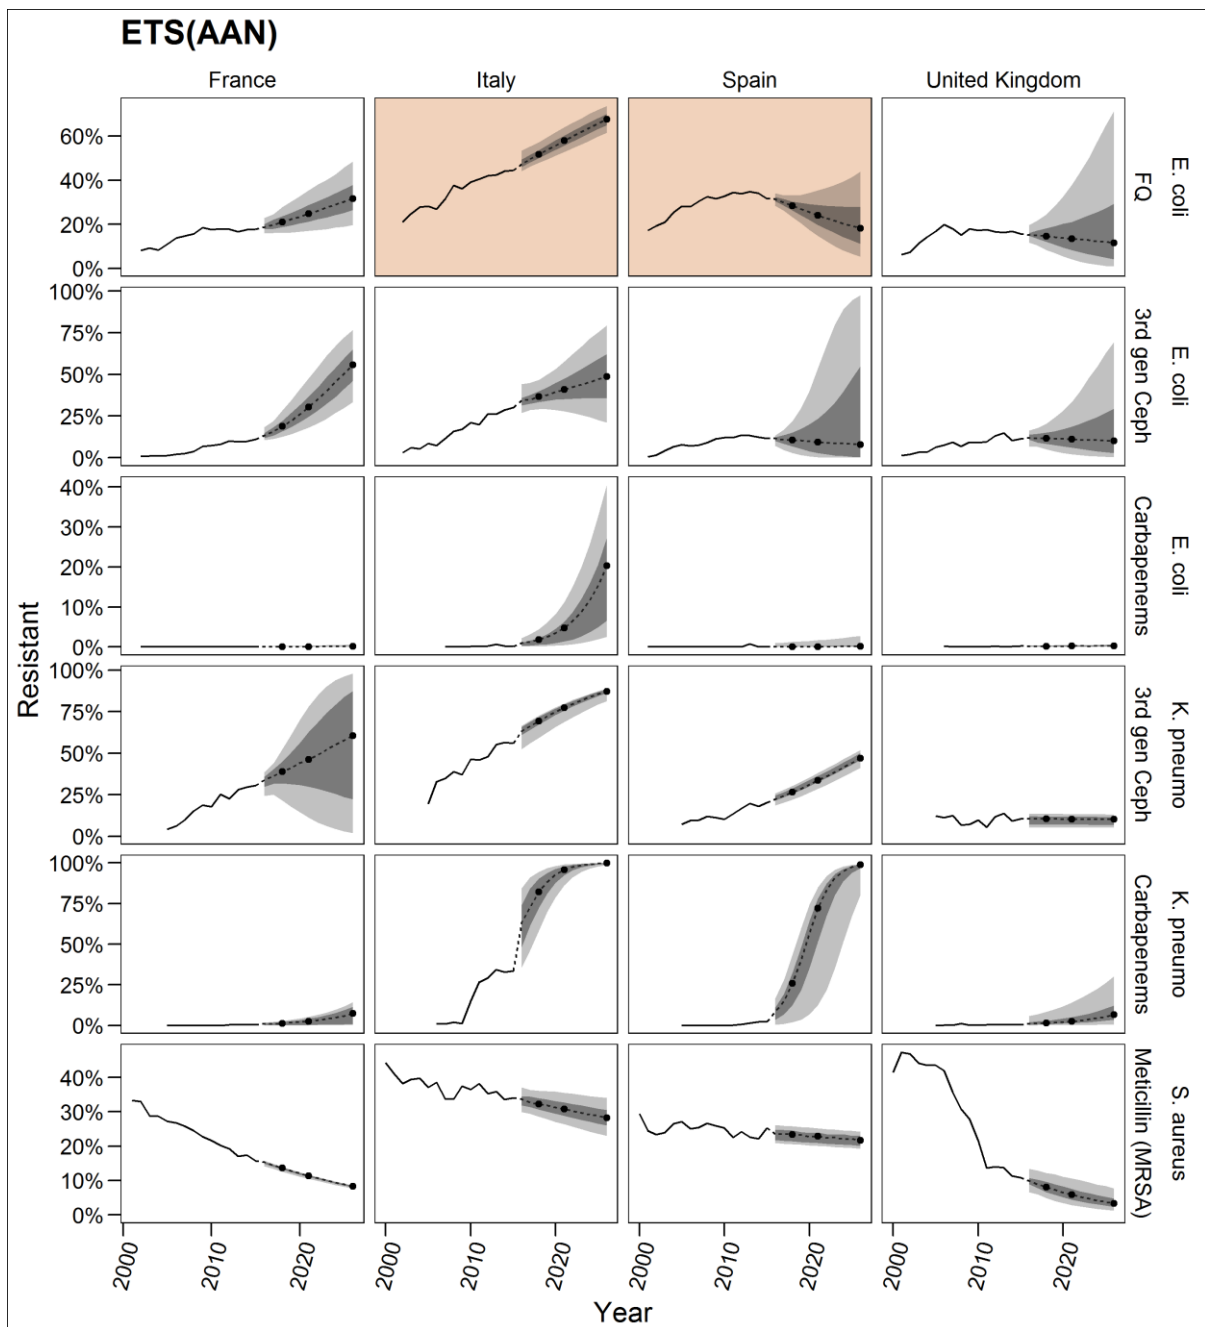 ETS(AAN)
France
Italy
Spain
United Kingdom
60%
40%
20%
0%
E. coli
FQ
100%
75%
50%
25%
0%
E. coli
3rd gen Ceph
40%
30%
20%
10%
0%
E. coli
Carbapenems
Resistant
100%
75%
50%
25%
0%
K. pneumo
3rd gen Ceph
100%
75%
50%
25%
0%
K. pneumo
Carbapenems
40%
30%
20%
10%
0%
S. aureus
Meticillin (MRSA)
2000
2010
2020
2000
2010
2020
2000
2010
2020
2000
2010
2020
Year